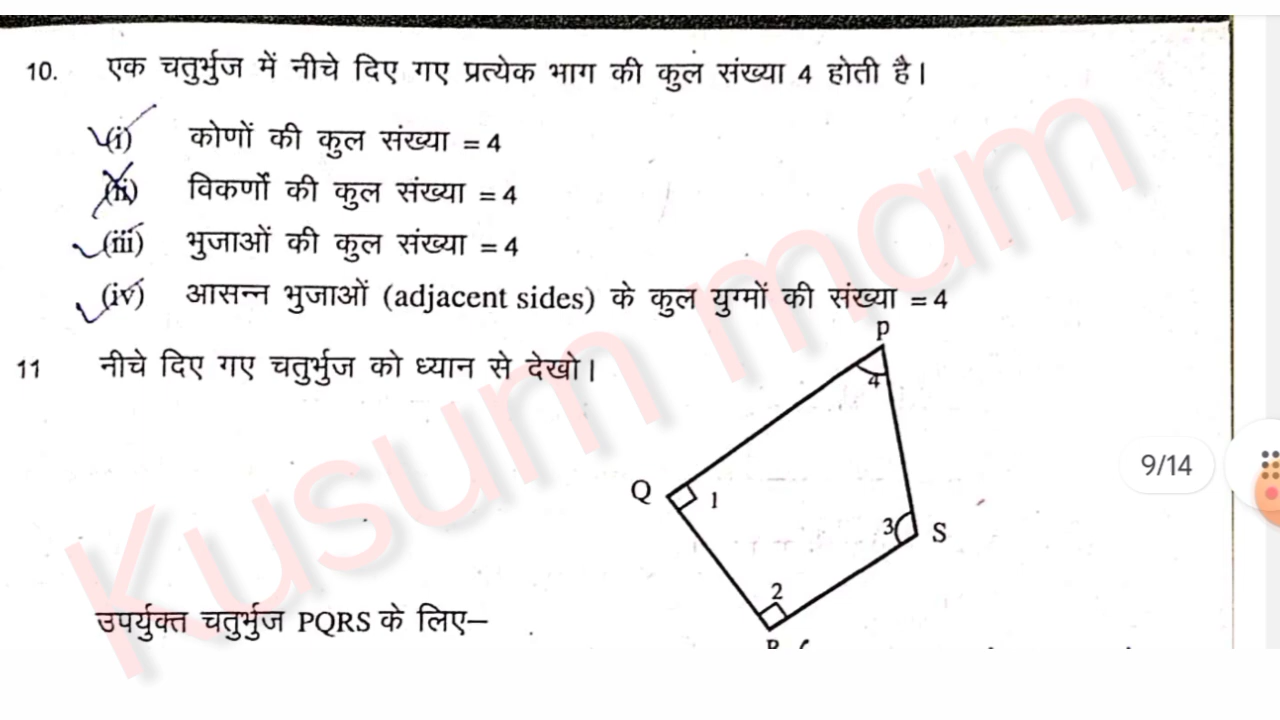 10. एक चतुर्भुज में नीचे दिए गए प्रत्येक भाग की कुल संख्या 4 होती है।
(i) कोणों की कुल संख्या = 4
(ii) विकर्णों की कुल संख्या = 4
(iii) भुजाओं की कुल संख्या = 4
(iv) आसन्न भुजाओं (adjacent sides) के कुल युग्मों की संख्या = 4
11 नीचे दिए गए चतुर्भुज को ध्यान से देखो।
P
4
Q 1
3 S
2
उपर्युक्त चतुर्भुज PQRS के लिए–
9/14
Kusum mam